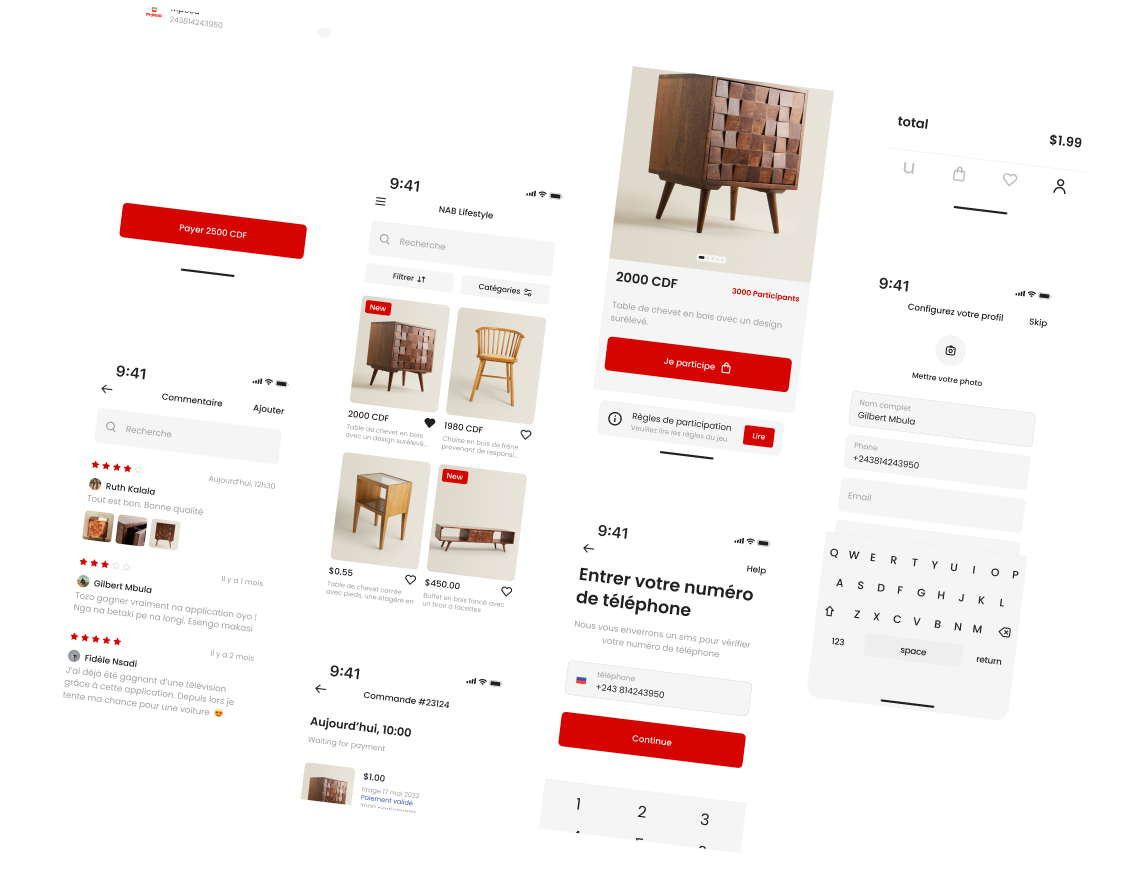 243814243950
Payer 2500 CDF
9:41
Commentaire
Ajouter
Recherche
Aujourd’hui, 12h30
Ruth Kalala
Tout est bon. Bonne qualité
Il y a 1 mois
Gilbert Mbula
Tozo gagner vraiment na application oyo !
Nga na betaki pe na longi. Esengo makasi
Il y a 2 mois
Fidèle Nsadi
J’ai déjà été gagnant d’une télévision
grâce à cette application. Depuis lors je
tente ma chance pour une voiture 😍
9:41
NAB Lifestyle
Recherche
Filtrer
Catégories
New
2000 CDF
Table de chevet en bois
avec un design surélevé...
1980 CDF
Chaise en bois de frêne
provenant de responsi...
$0.55
Table de chevet carrée
avec pieds, une étagère en
New
$450.00
Buffet en bois foncé avec
un tiroir à facettes
9:41
Commande #23124
Aujourd’hui, 10:00
Waiting for payment
$1.00
tirage 17 mai 2022
Paiement validé
2000 CDF
3000 Participants
Table de chevet en bois avec un design
surélevé.
Je participe
Règles de participation
Veuillez lire les règles du jeu
Lire
9:41
Help
Entrer votre numéro
de téléphone
Nous vous enverrons un sms pour vérifier
votre numéro de téléphone
téléphone
+243 814243950
Continue
1 2 3
total
$1.99
u
9:41
Configurez votre profil
Skip
Mettre votre photo
Nom complet
Gilbert Mbula
Phone
+243814243950
Email
Q W E R T Y U I O P
A S D F G H J K L
Z X C V B N M
123 space return